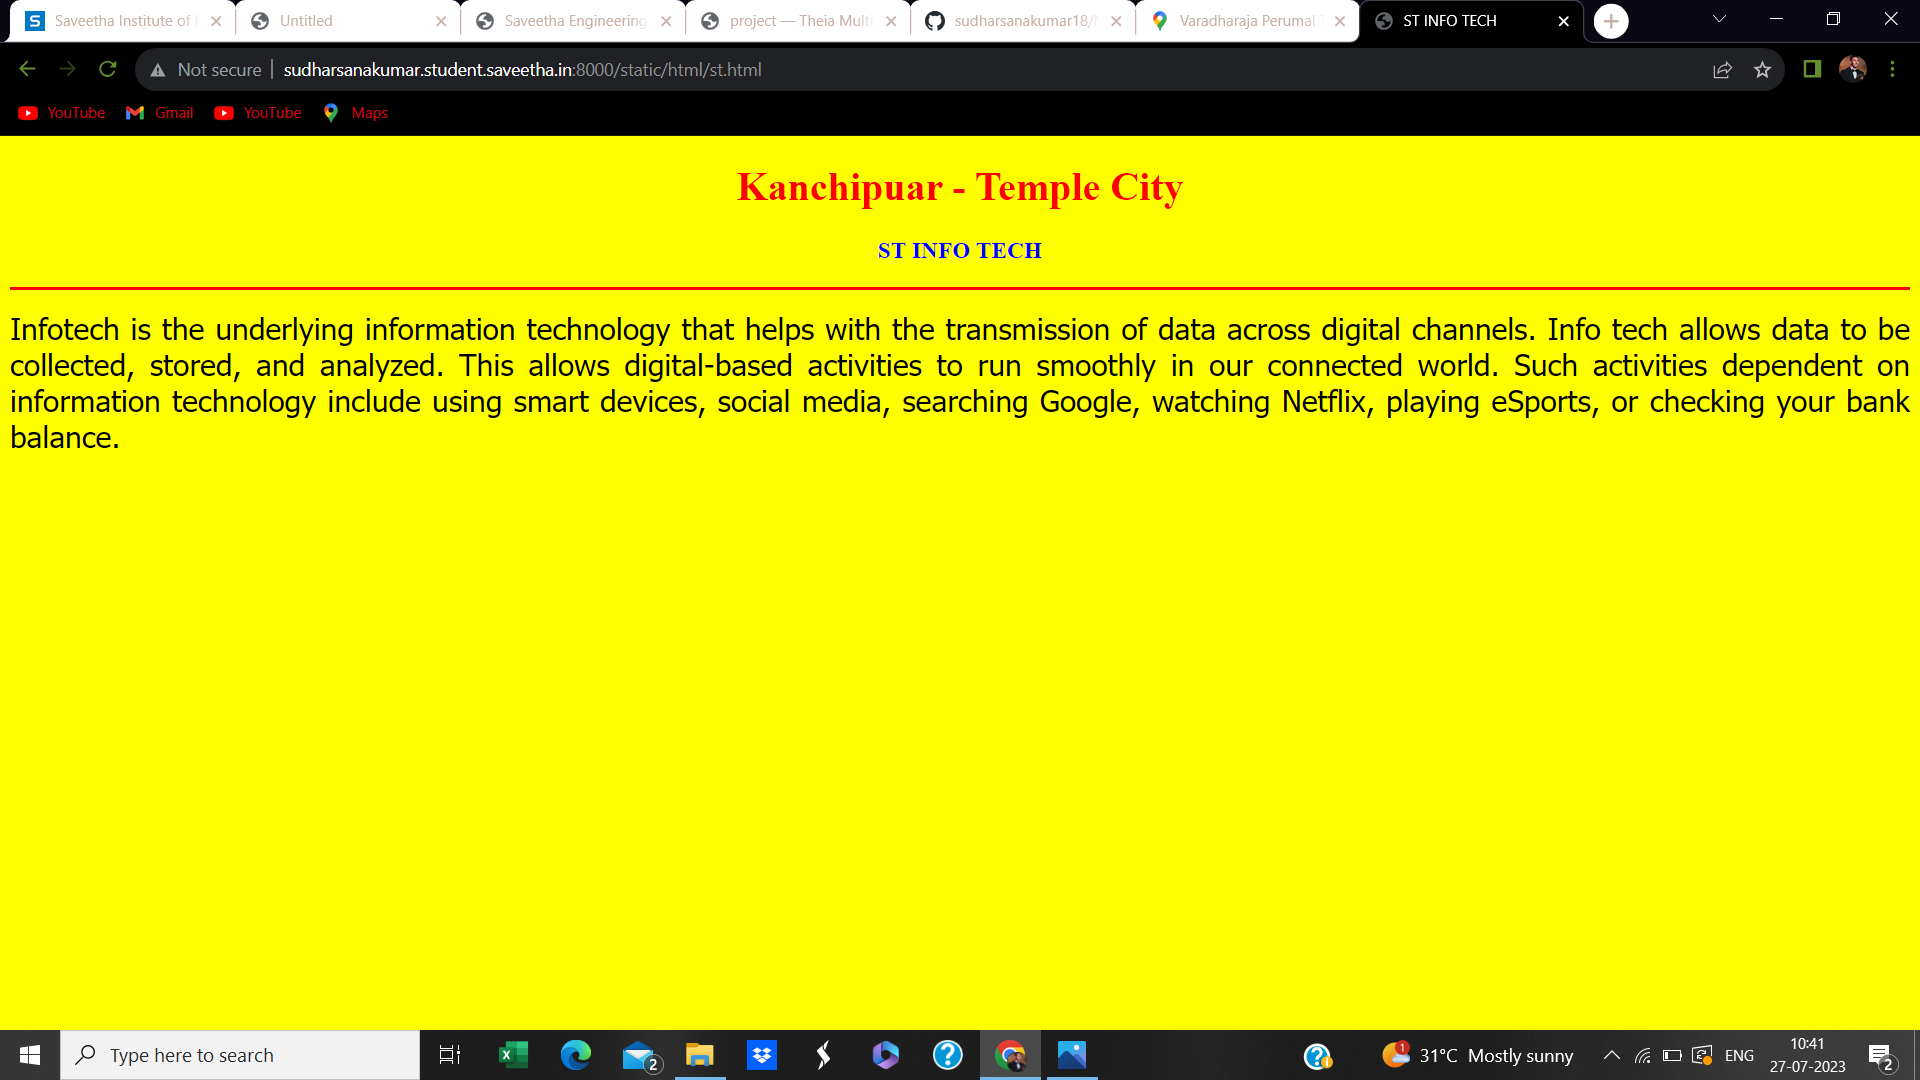 Saveetha Institute of
Untitled
Saveetha Engineering
project — Theia Multi
sudharsanakumar18/
Varadharaja Perumal
ST INFO TECH
Not secure
sudharsanakumar.student.saveetha.in:8000/static/html/st.html
YouTube
Gmail
YouTube
Maps
Kanchipuar - Temple City
ST INFO TECH
Infotech is the underlying information technology that helps with the transmission of data across digital channels. Info tech allows data to be
collected, stored, and analyzed. This allows digital-based activities to run smoothly in our connected world. Such activities dependent on
information technology include using smart devices, social media, searching Google, watching Netflix, playing eSports, or checking your bank
balance.
Type here to search
2
1
31°C Mostly sunny
ENG
10:41
27-07-2023
2